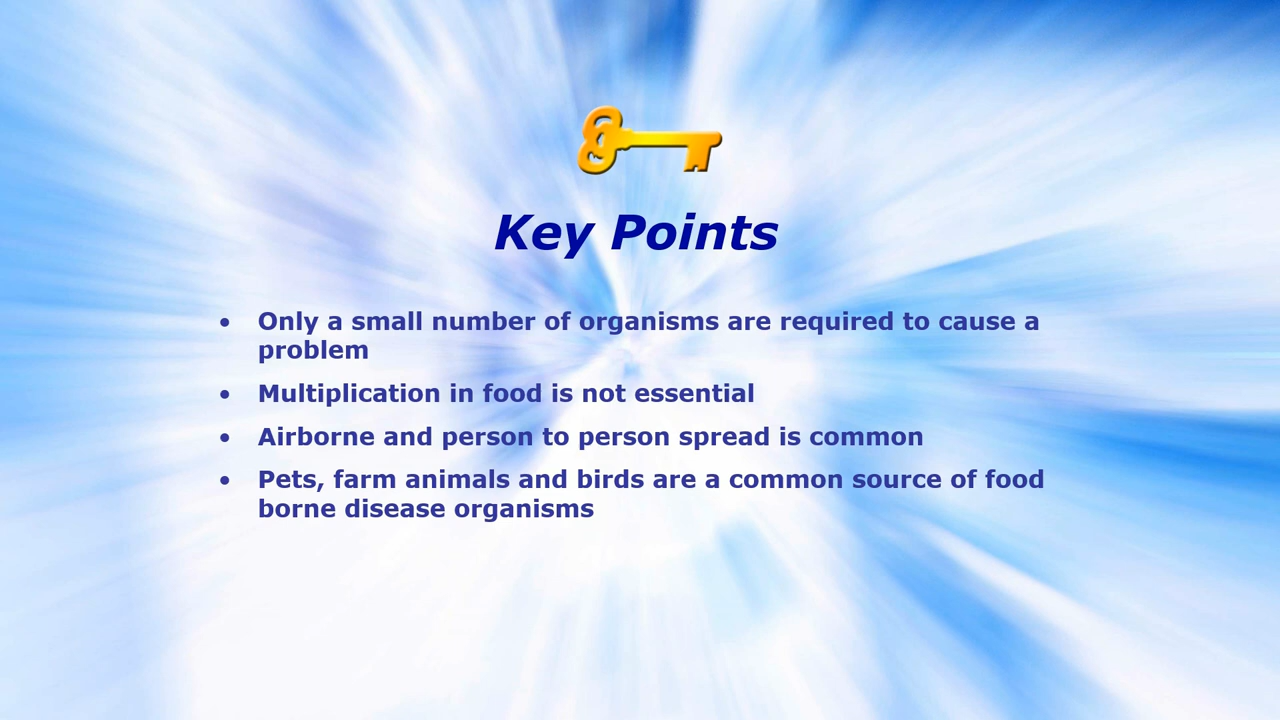 Key Points
• Only a small number of organisms are required to cause a
problem
• Multiplication in food is not essential
• Airborne and person to person spread is common
• Pets, farm animals and birds are a common source of food
borne disease organisms